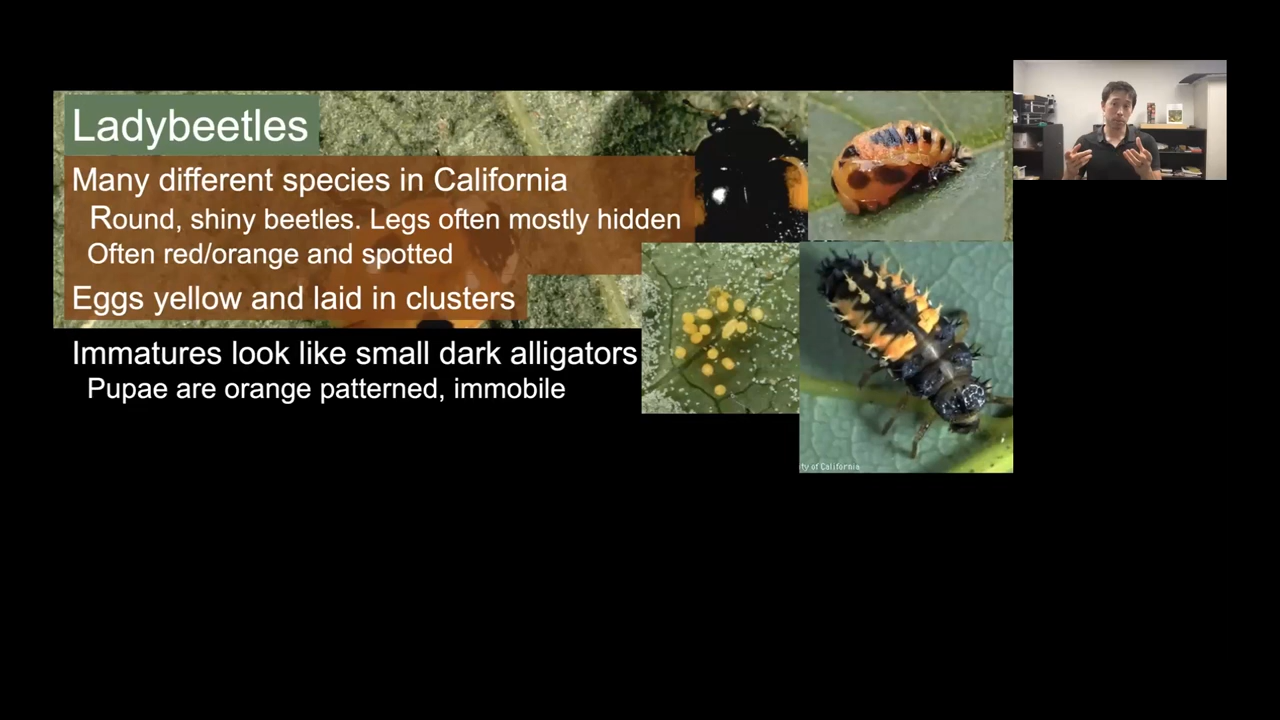 Ladybeetles
Many different species in California
Round, shiny beetles. Legs often mostly hidden
Often red/orange and spotted
Eggs yellow and laid in clusters
Immatures look like small dark alligators
Pupae are orange patterned, immobile
ty of California